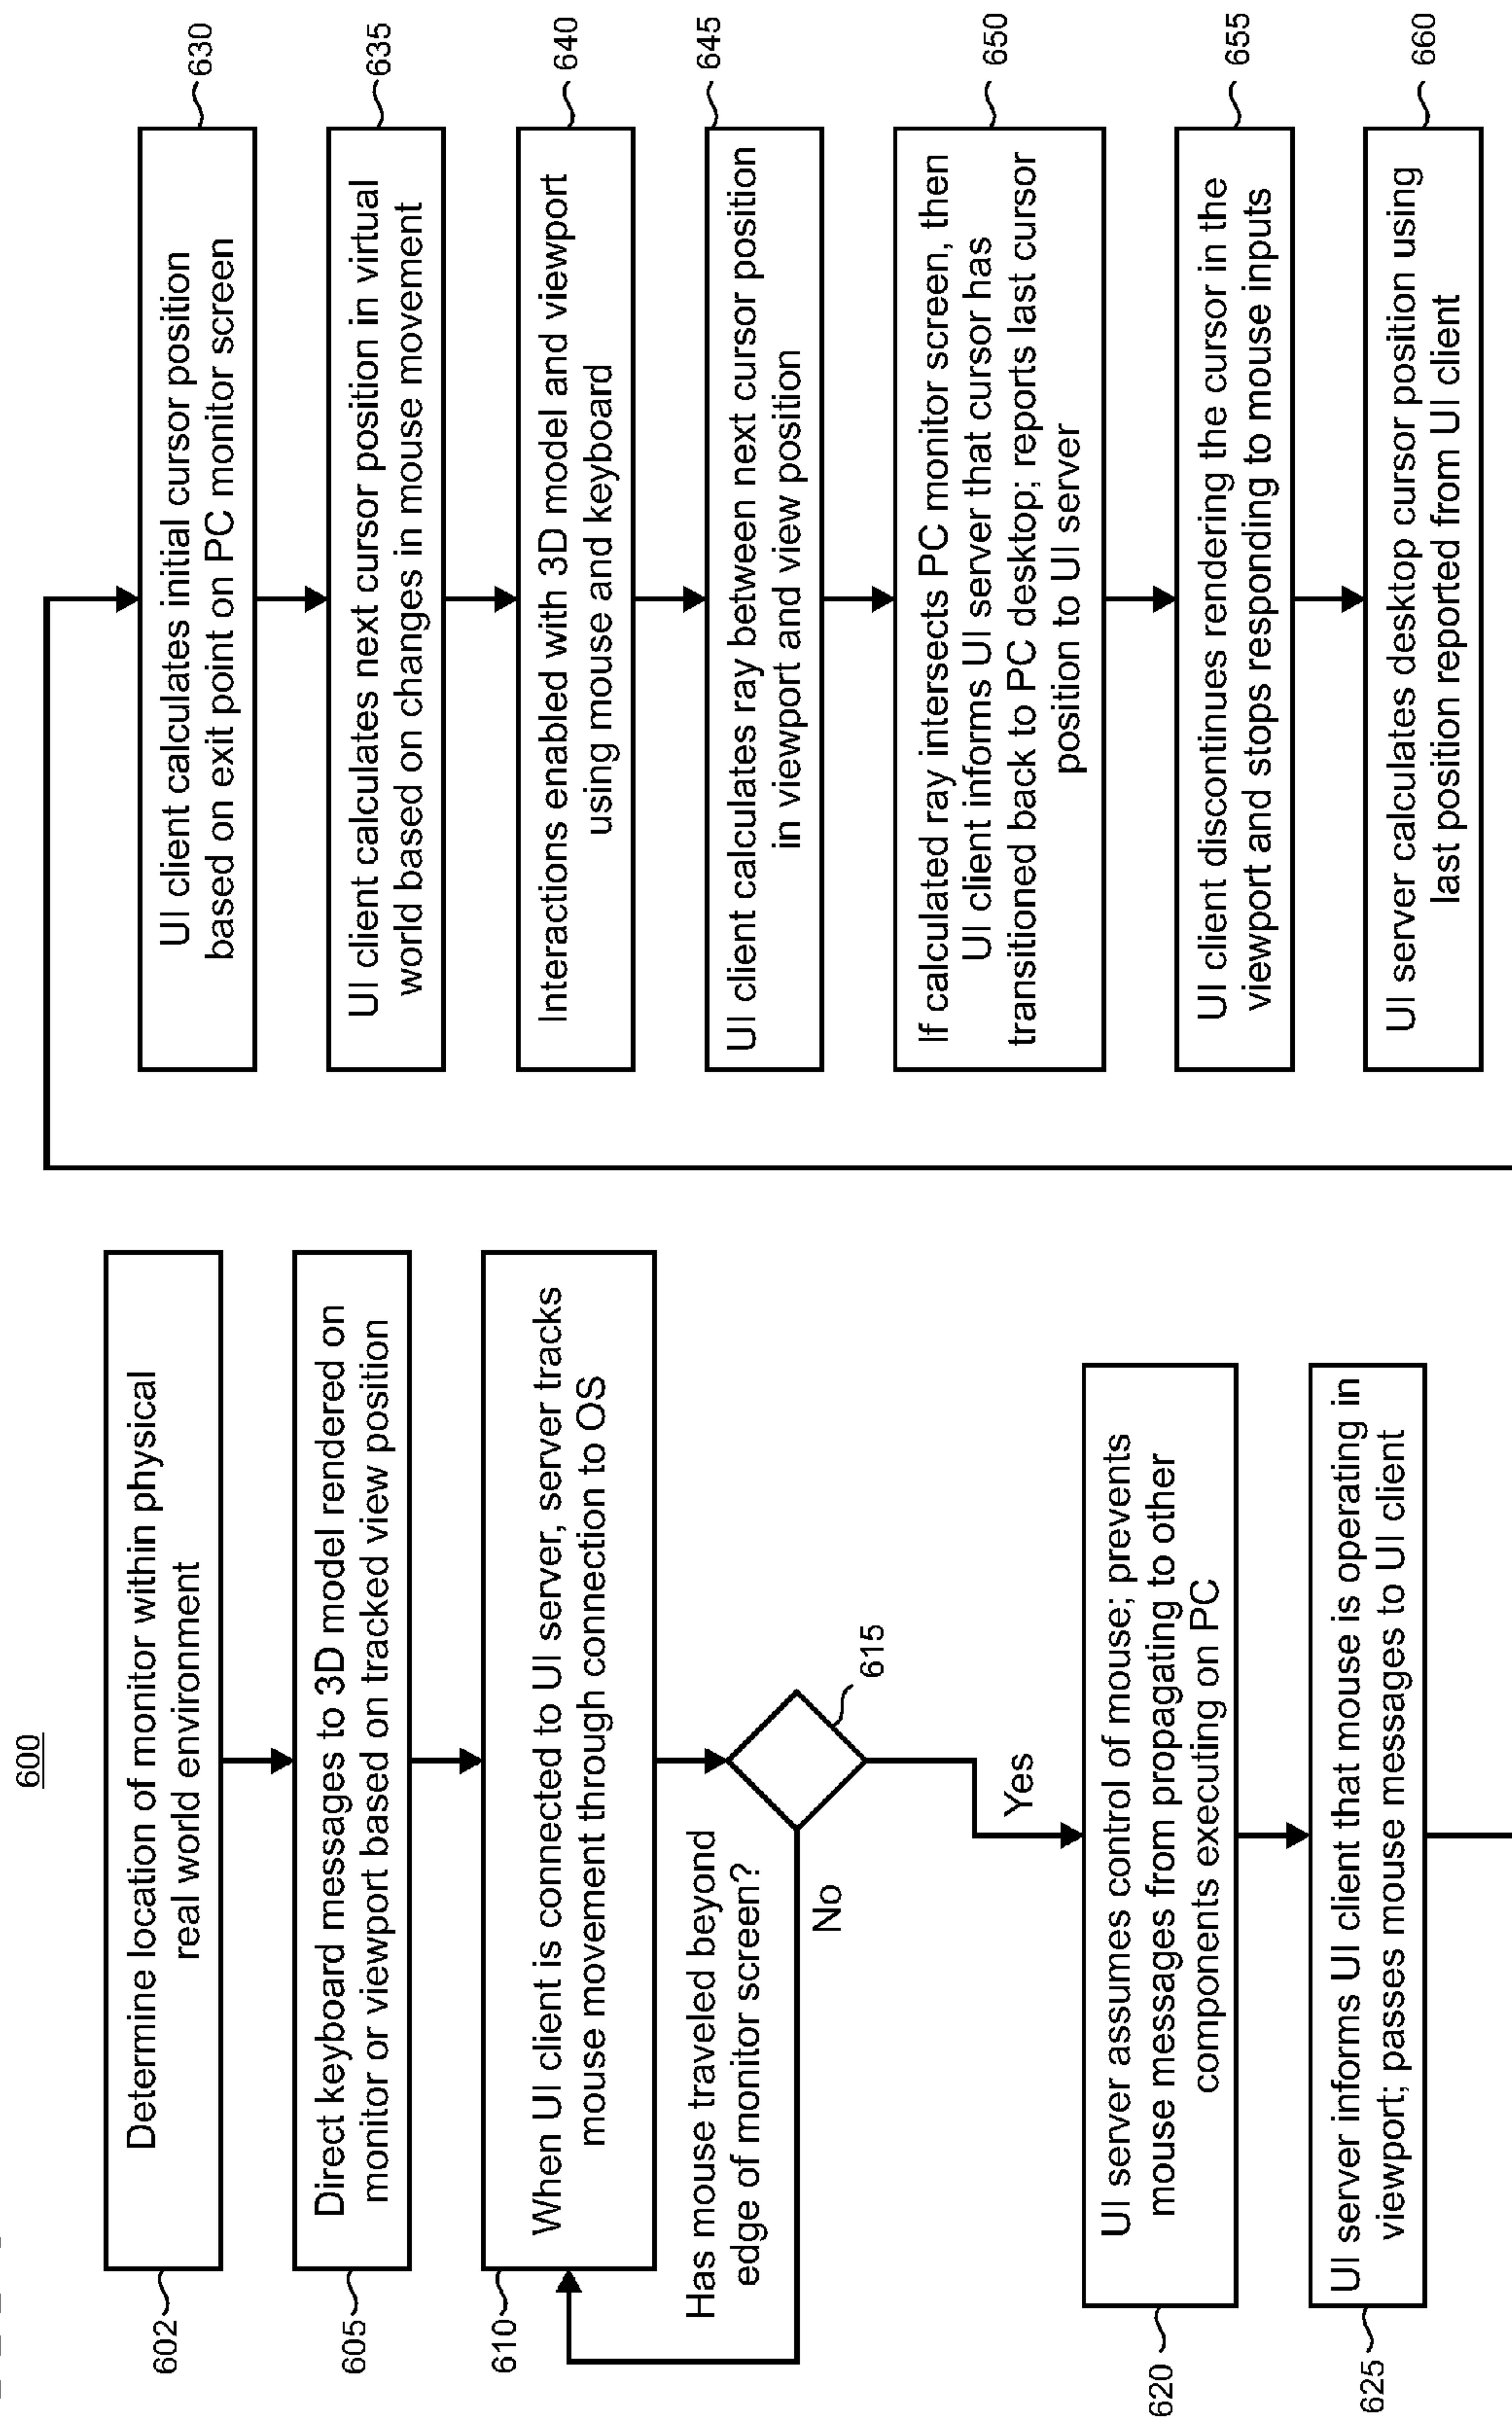 600
602
Determine location of monitor within physical
real world environment
605
Direct keyboard messages to 3D model rendered on
monitor or viewport based on tracked view position
610
When UI client is connected to UI server, server tracks
mouse movement through connection to OS
Has mouse traveled beyond
edge of monitor screen?
615
No
Yes
620
UI server assumes control of mouse; prevents
mouse messages from propagating to other
components executing on PC
625
UI server informs UI client that mouse is operating in
viewport; passes mouse messages to UI client
630
UI client calculates initial cursor position
based on exit point on PC monitor screen
635
UI client calculates next cursor position in virtual
world based on changes in mouse movement
640
Interactions enabled with 3D model and viewport
using mouse and keyboard
645
UI client calculates ray between next cursor position
in viewport and view position
650
If calculated ray intersects PC monitor screen, then
UI client informs UI server that cursor has
transitioned back to PC desktop; reports last cursor
position to UI server
655
UI client discontinues rendering the cursor in the
viewport and stops responding to mouse inputs
660
UI server calculates desktop cursor position using
last position reported from UI client